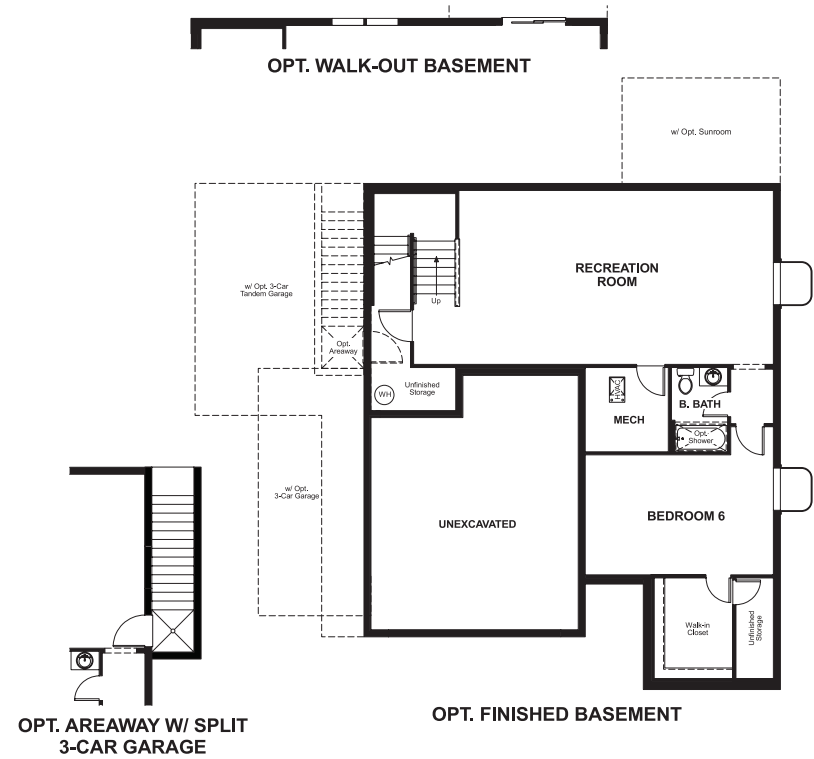 OPT. WALK-OUT BASEMENT
w/ Opt. Sunroom
RECREATION
ROOM
w/ Opt. 3-Car
Tandem Garage
Up
Opt.
Areaway
WH
Unfinished
Storage
HVAC
MECH
B. BATH
Opt.
Shower
w/ Opt.
3-Car Garage
UNEXCAVATED
BEDROOM 6
Walk-in
Closet
Unfinished
Storage
OPT. FINISHED BASEMENT
OPT. AREAWAY W/ SPLIT
3-CAR GARAGE